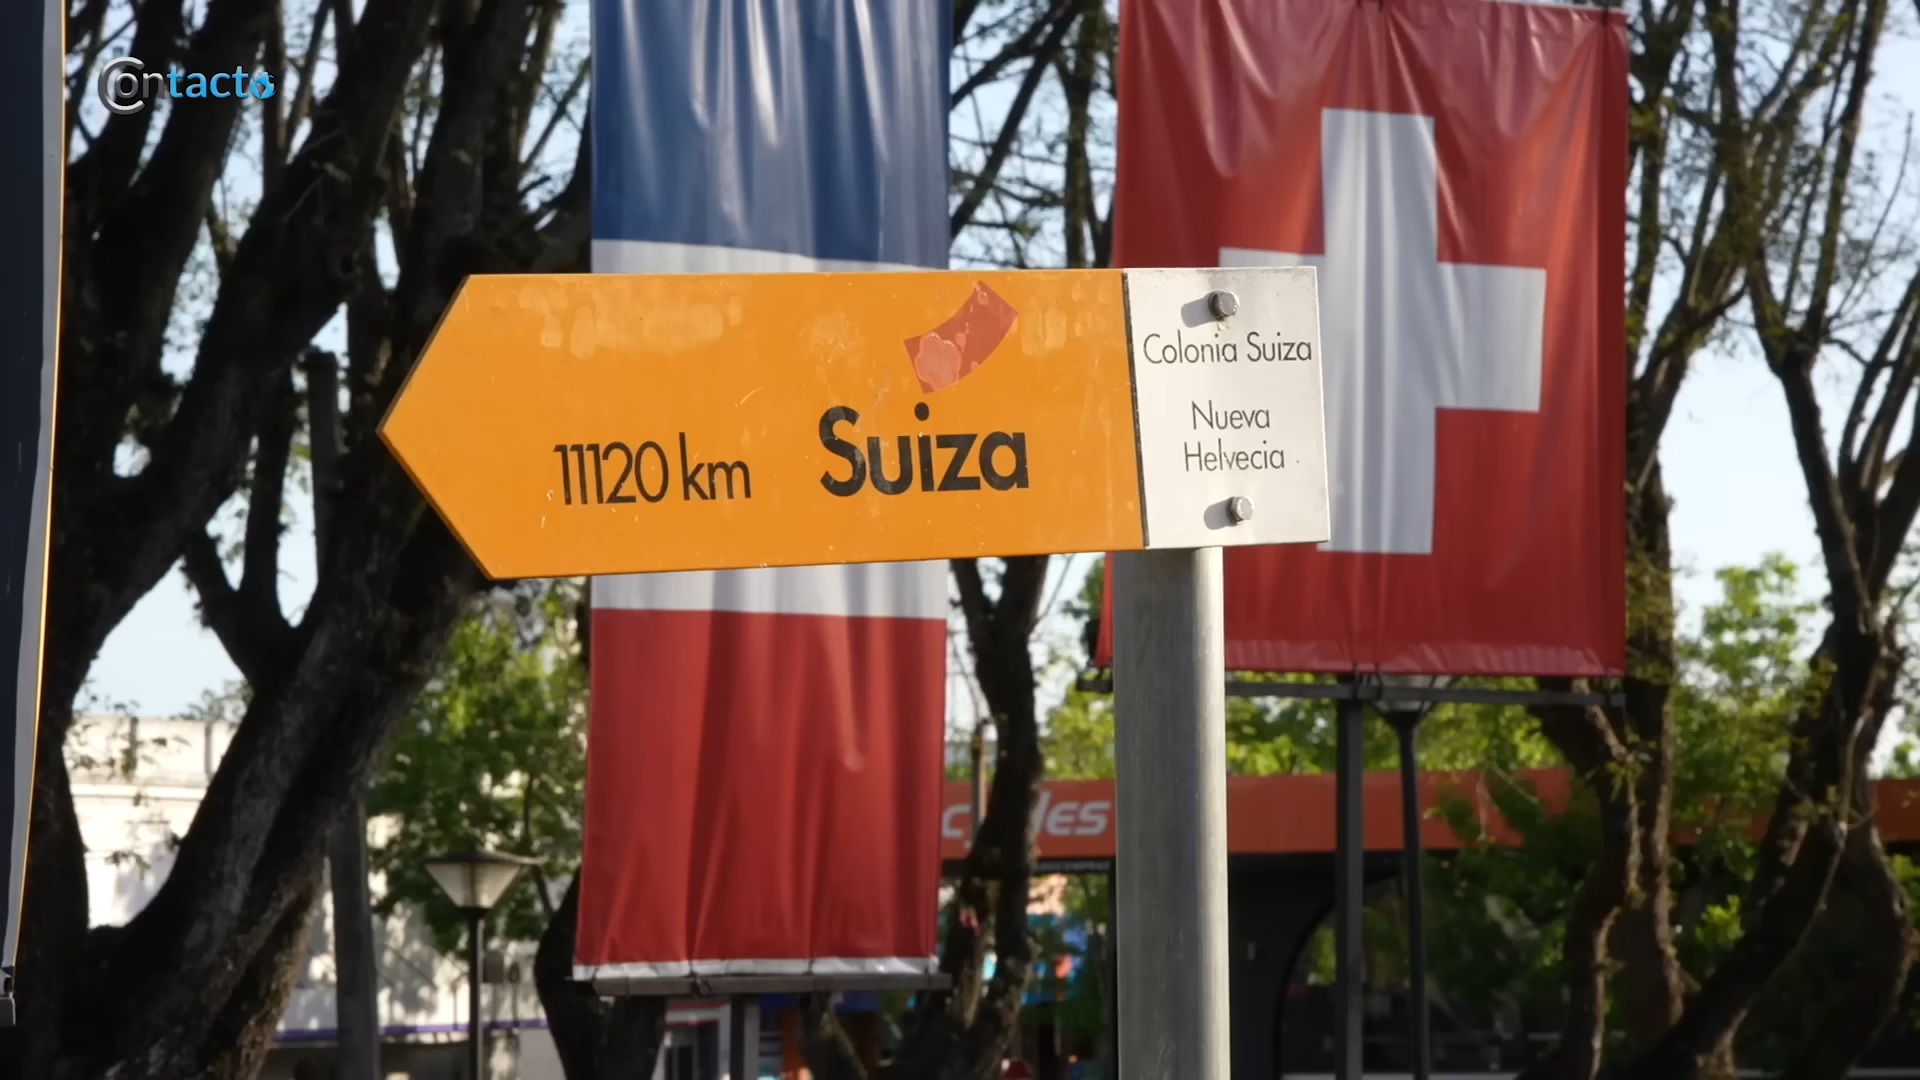 Contacto
11120 km Suiza
Colonia Suiza
Nueva
Helvecia